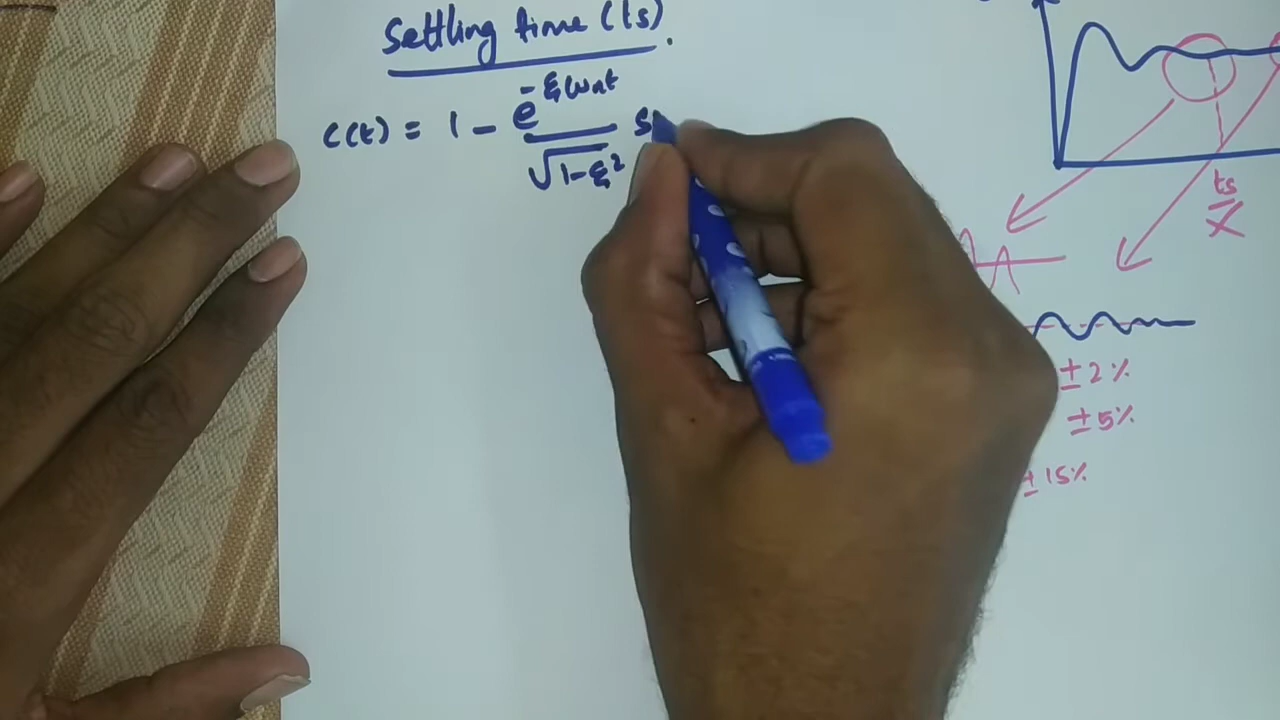 Settling time (ts).
c(t) = 1 - e^-ξωnt / √1-ξ² s
ts
± 2%
± 5%
± 15%